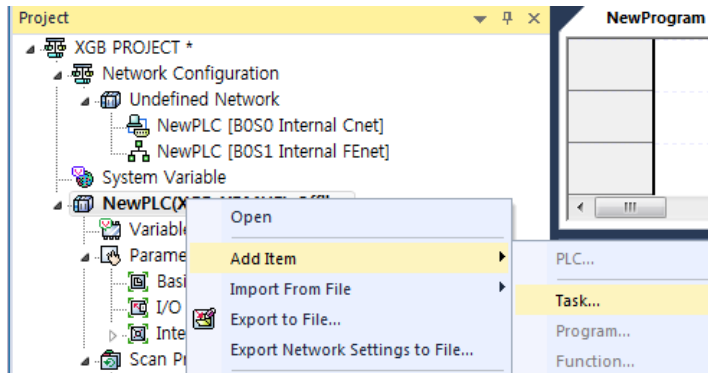 Project
NewProgram
XGB PROJECT *
Network Configuration
Undefined Network
NewPLC [B0S0 Internal Cnet]
NewPLC [B0S1 Internal FEnet]
System Variable
NewPLC(X
Variabl
Parame
Basi
I/O
Inte
Scan Pr
Open
Add Item
Import From File
Export to File...
Export Network Settings to File...
PLC...
Task...
Program...
Function...